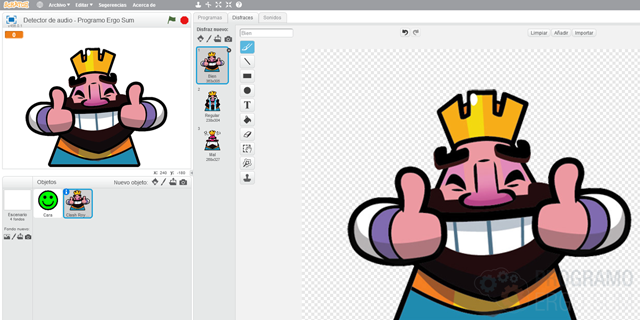 SCRATCH
Archivo Editar Sugerencias Acerca de
Detector de audio - Programo Ergo Sum
0
X: 240 Y: -180
Objetos
Nuevo objeto:
Escenario
4 fondos
Fondo nuevo:
Cara
Clash Roy...
Programas Disfraces Sonidos
Disfraz nuevo:
1
Bien
2
Regular
3
Mal
Bien
Limpiar Añadir Importar
T
PROGRAMO
ERGO SUM